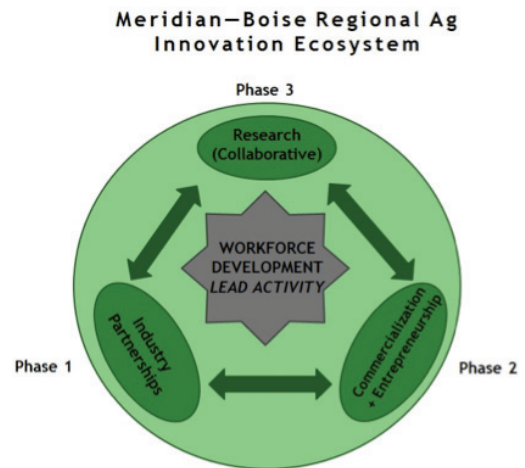 Meridian—Boise Regional Ag
Innovation Ecosystem
Phase 3
Research
(Collaborative)
WORKFORCE
DEVELOPMENT
LEAD ACTIVITY
Industry
Partnerships
Commercialization
+ Entrepreneurship
Phase 1
Phase 2